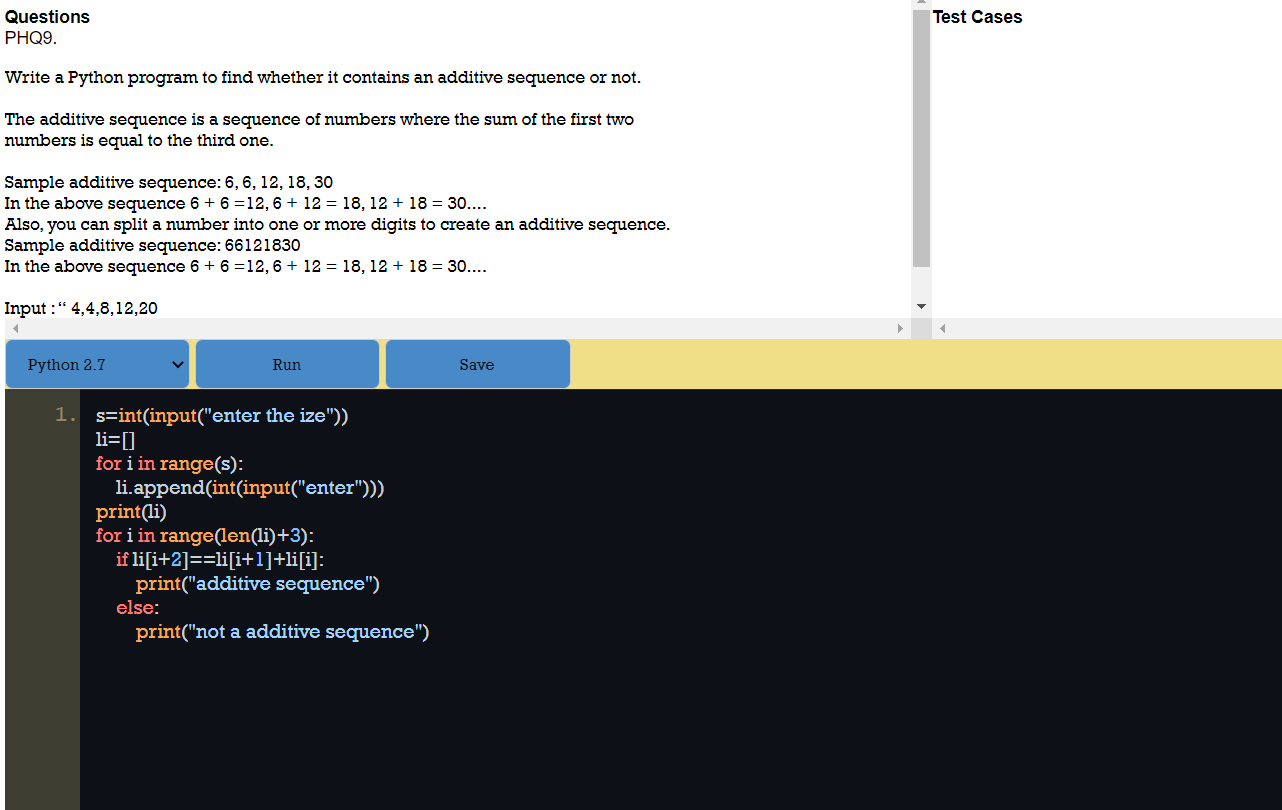 Questions
PHQ9.
Write a Python program to find whether it contains an additive sequence or not.
The additive sequence is a sequence of numbers where the sum of the first two
numbers is equal to the third one.
Sample additive sequence: 6, 6, 12, 18, 30
In the above sequence 6 + 6 =12, 6 + 12 = 18, 12 + 18 = 30....
Also, you can split a number into one or more digits to create an additive sequence.
Sample additive sequence: 66121830
In the above sequence 6 + 6 =12, 6 + 12 = 18, 12 + 18 = 30....
Input : “ 4,4,8,12,20
Test Cases
Python 2.7
Run
Save
1. s=int(input("enter the ize"))
li=[]
for i in range(s):
    li.append(int(input("enter")))
print(li)
for i in range(len(li)+3):
    if li[i+2]==li[i+1]+li[i]:
        print("additive sequence")
    else:
        print("not a additive sequence")